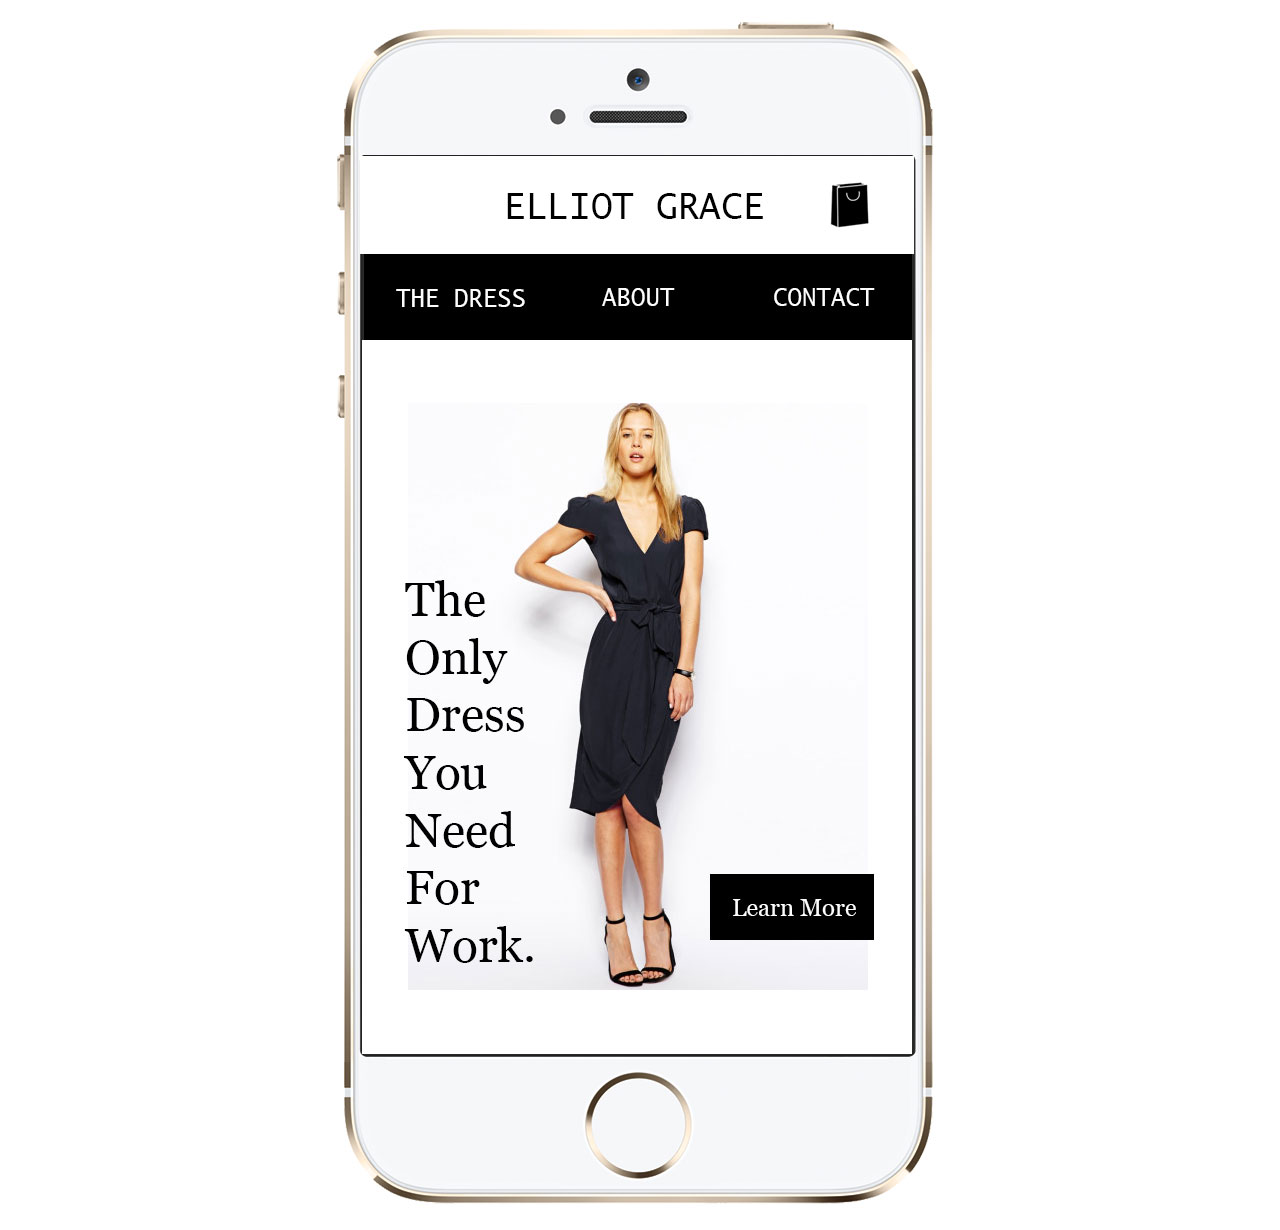 ELLIOT GRACE
THE DRESS ABOUT CONTACT
The
Only
Dress
You
Need
For
Work.
Learn More